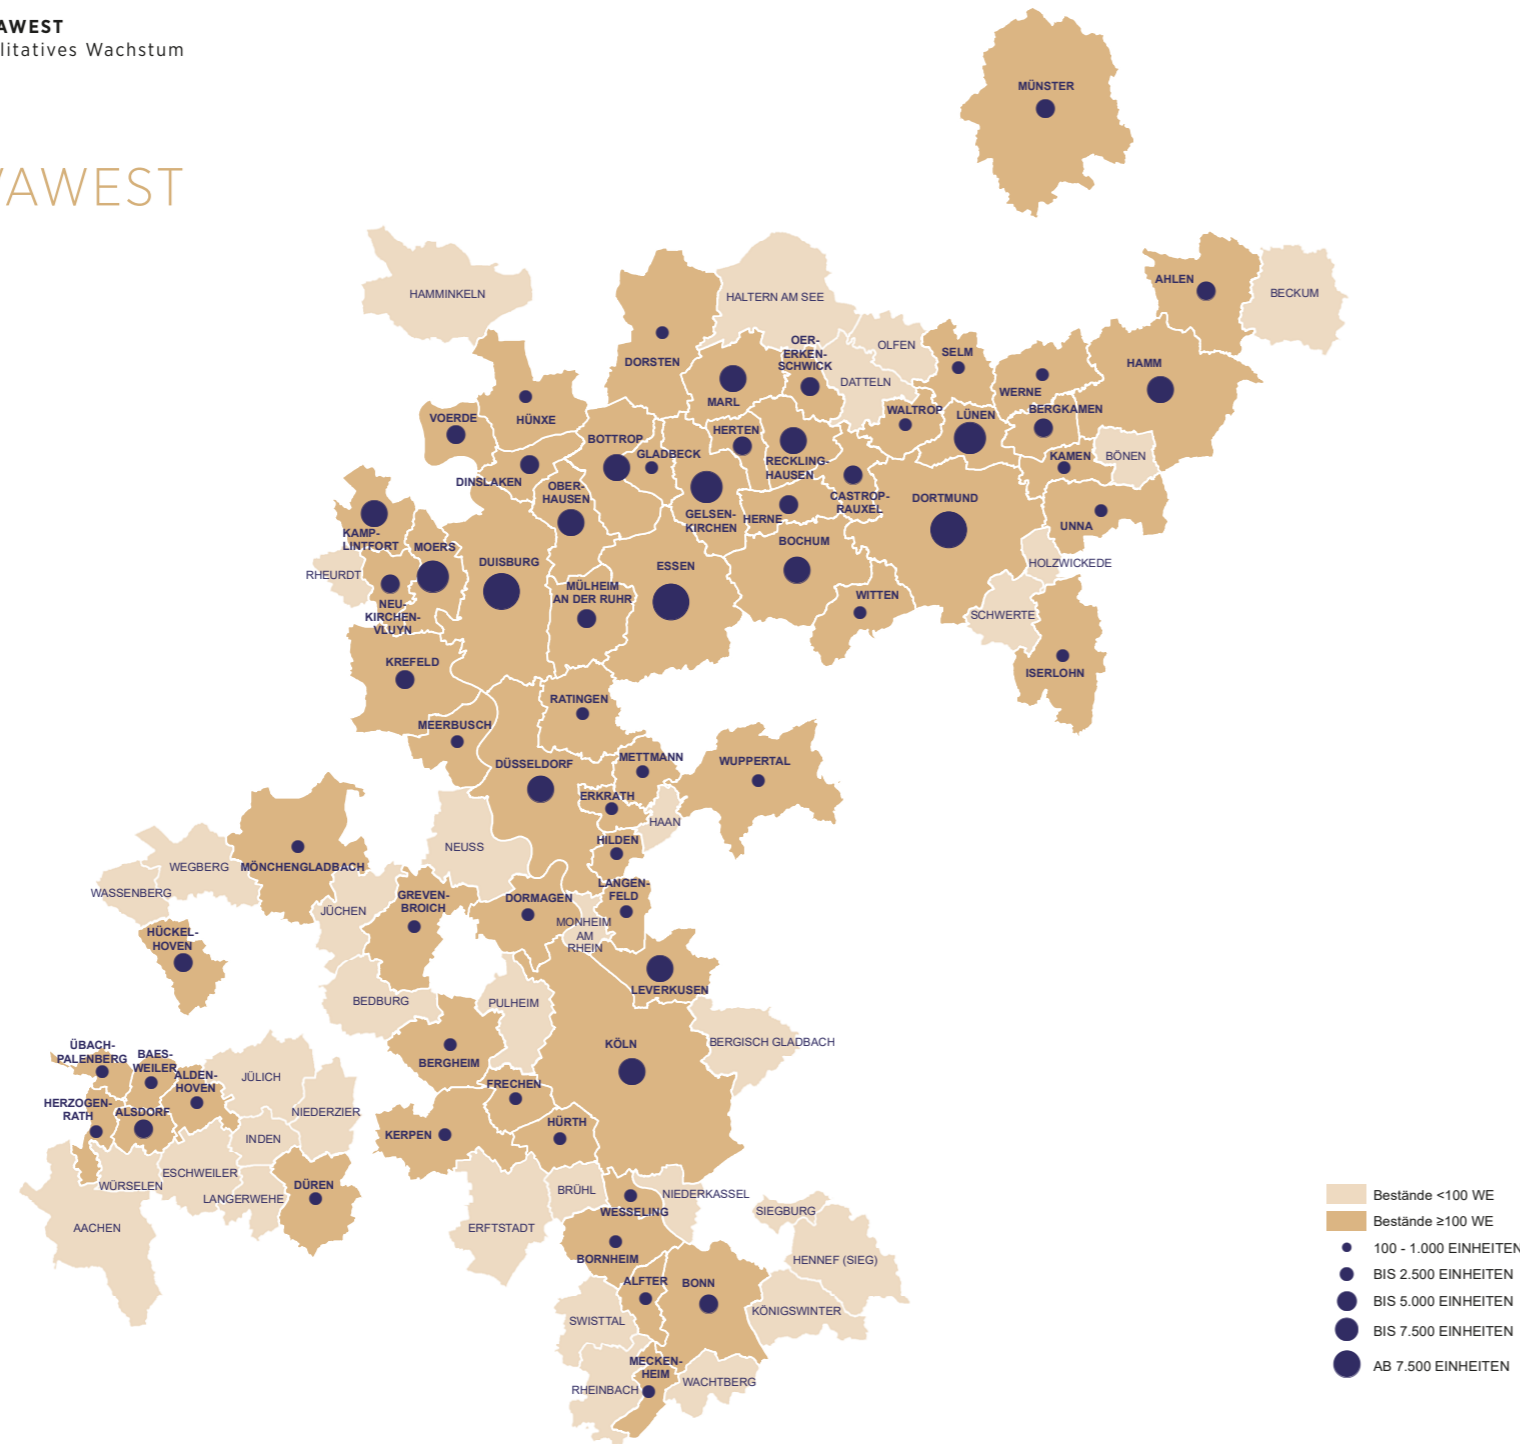 AWEST
litatives Wachstum
AWEST
MÜNSTER
HAMMINKELN
HALTERN AM SEE
AHLEN
BECKUM
DORSTEN
OER-
ERKEN-
SCHWICK
OLFEN
SELM
DATTELN
MARL
WERNE
HAMM
VOERDE
HÜNXE
WALTROP
LÜNEN
BERGKAMEN
BOTTROP
GLADBECK
HERTEN
RECKLING-
HAUSEN
KAMEN
BÖNEN
DINSLAKEN
OBER-
HAUSEN
GELSEN-
KIRCHEN
HERNE
CASTROP-
RAUXEL
DORTMUND
UNNA
KAMP-
LINTFORT
MOERS
DUISBURG
ESSEN
BOCHUM
HOLZWICKEDE
RHEURDT
NEU-
KIRCHEN-
VLUYN
MÜLHEIM
AN DER RUHR
WITTEN
SCHWERTE
KREFELD
ISERLOHN
RATINGEN
MEERBUSCH
DÜSSELDORF
METTMANN
WUPPERTAL
ERKRATH
HAAN
NEUSS
HILDEN
WEGBERG
MÖNCHENGLADBACH
WASSENBERG
JÜCHEN
GREVEN-
BROICH
DORMAGEN
LANGEN-
FELD
MONHEIM
AM
RHEIN
HÜCKEL-
HOVEN
LEVERKUSEN
BEDBURG
PULHEIM
BERGHEIM
KÖLN
BERGISCH GLADBACH
ÜBACH-
PALENBERG
BAES-
WEILER
ALDEN-
HOVEN
JÜLICH
FRECHEN
HERZOGEN-
RATH
ALSDORF
NIEDERZIER
INDEN
KERPEN
HÜRTH
ESCHWEILER
WÜRSELEN
LANGERWEHE
DÜREN
AACHEN
BRÜHL
NIEDERKASSEL
WESSELING
ERFTSTADT
SIEGBURG
BORNHEIM
HENNEF (SIEG)
ALFTER
BONN
KÖNIGSWINTER
SWISTTAL
MECKEN-
HEIM
RHEINBACH
WACHTBERG
Bestände <100 WE
Bestände ≥100 WE
100 - 1.000 EINHEITEN
BIS 2.500 EINHEITEN
BIS 5.000 EINHEITEN
BIS 7.500 EINHEITEN
AB 7.500 EINHEITEN